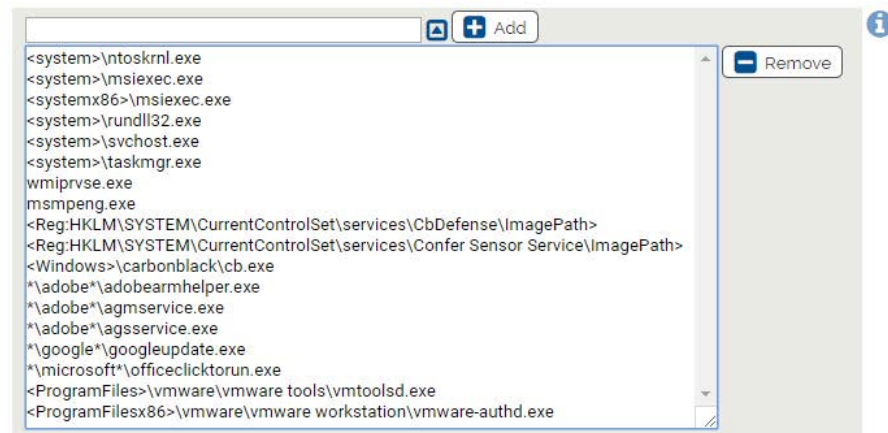 Add
<system>\ntoskrnl.exe
<system>\msiexec.exe
<systemx86>\msiexec.exe
<system>\rundll32.exe
<system>\svchost.exe
<system>\taskmgr.exe
wmiprvse.exe
msmpeng.exe
<Reg:HKLM\SYSTEM\CurrentControlSet\services\CbDefense\ImagePath>
<Reg:HKLM\SYSTEM\CurrentControlSet\services\Confer Sensor Service\ImagePath>
<Windows>\carbonblack\cb.exe
*\adobe*\adobearmhelper.exe
*\adobe*\agmservice.exe
*\adobe*\agsservice.exe
*\google*\googleupdate.exe
*\microsoft*\officeclicktorun.exe
<ProgramFiles>\vmware\vmware tools\vmtoolsd.exe
<ProgramFilesx86>\vmware\vmware workstation\vmware-authd.exe
Remove